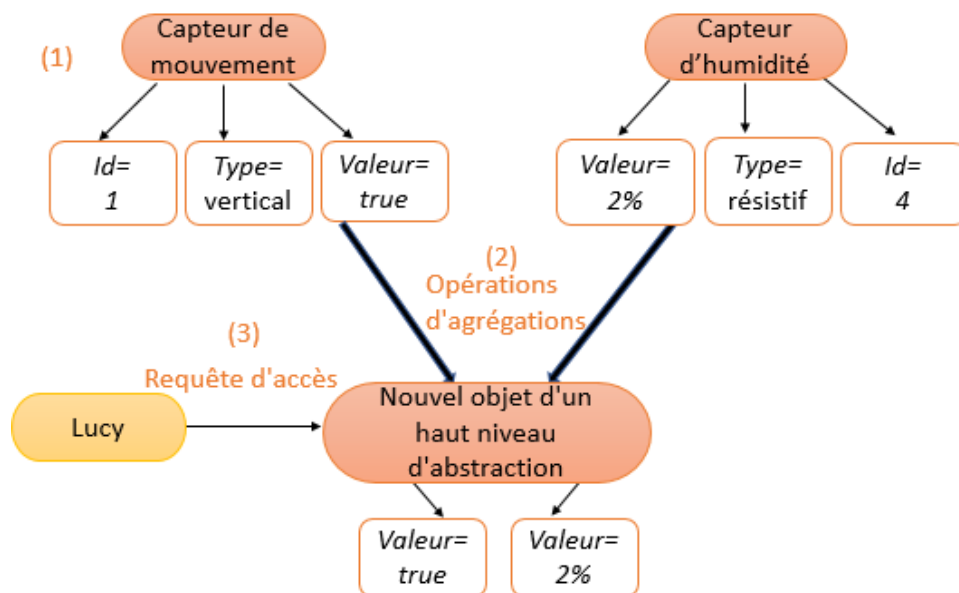 (1)
Capteur de
mouvement
Capteur
d’humidité
Id=
1
Type=
vertical
Valeur=
true
Valeur=
2%
Type=
résistif
Id=
4
(2)
Opérations
d'agrégations
(3)
Requête d'accès
Lucy
Nouvel objet d'un
haut niveau
d'abstraction
Valeur=
true
Valeur=
2%